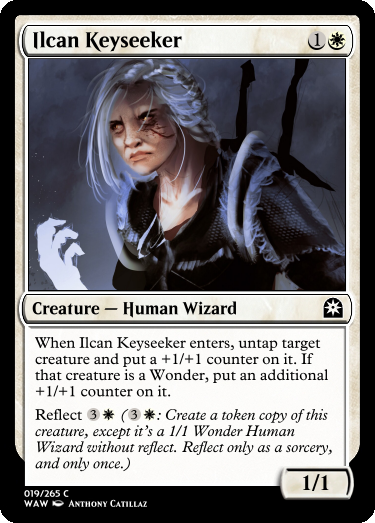 Ilcan Keyseeker 1
Creature — Human Wizard
When Ilcan Keyseeker enters, untap target
creature and put a +1/+1 counter on it. If
that creature is a Wonder, put an additional
+1/+1 counter on it.
Reflect 3 (3: Create a token copy of this
creature, except it's a 1/1 Wonder Human
Wizard without reflect. Reflect only as a sorcery,
and only once.)
1/1
019/265 C
WAW Anthony Catillaz